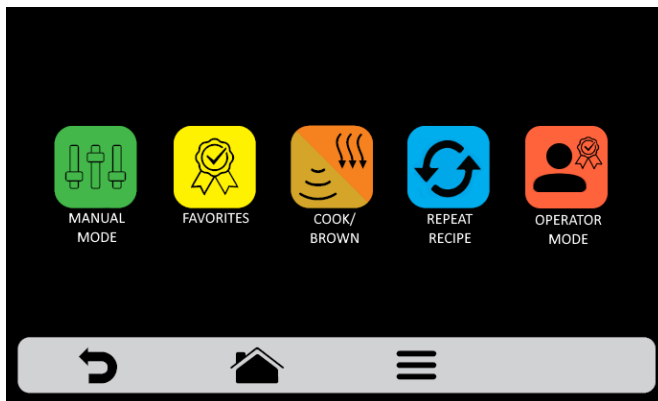 MANUAL
MODE
FAVORITES
COOK/
BROWN
REPEAT
RECIPE
OPERATOR
MODE